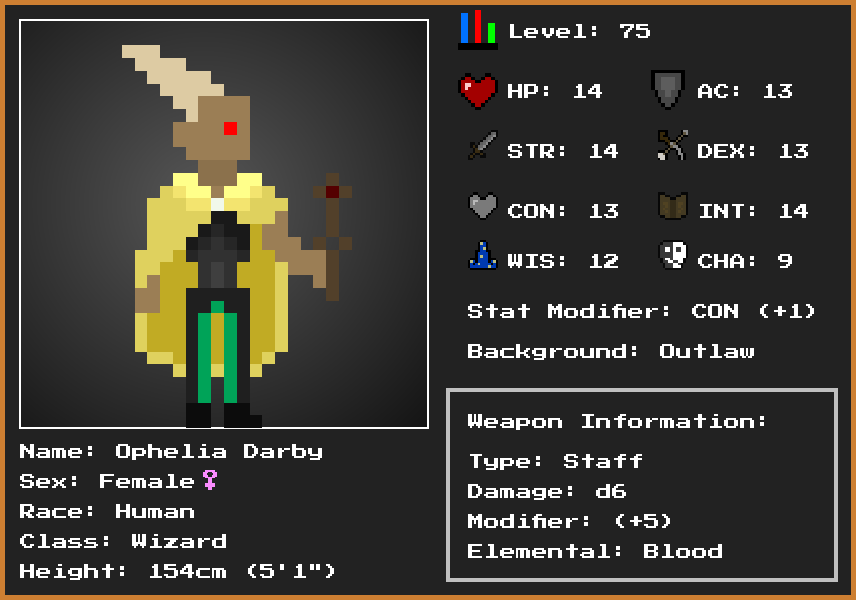 Level: 75
HP: 14
AC: 13
STR: 14
DEX: 13
CON: 13
INT: 14
WIS: 12
CHA: 9
Stat Modifier: CON (+1)
Background: Outlaw
Weapon Information:
Type: Staff
Damage: d6
Modifier: (+5)
Elemental: Blood
Name: Ophelia Darby
Sex: Female♀
Race: Human
Class: Wizard
Height: 154cm (5'1")